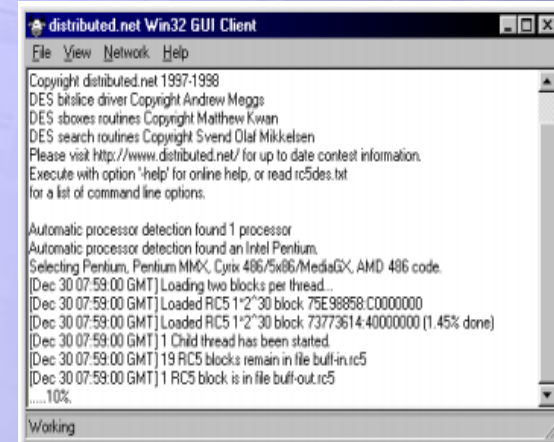 distributed.net Win32 GUI Client
File View Network Help
Copyright distributed.net 1997-1998
DES bitslice driver Copyright Andrew Meggs
DES sboxes routines Copyright Matthew Kwan
DES search routines Copyright Svend Olaf Mikkelsen
Please visit http://www.distributed.net/ for up to date contest information.
Execute with option '-help' for online help, or read rc5des.txt
for a list of command line options.
Automatic processor detection found 1 processor
Automatic processor detection found an Intel Pentium.
Selecting Pentium, Pentium MMX, Cyrix 486/5x86/MediaGX, AMD 486 code.
[Dec 30 07:59:00 GMT] Loading two blocks per thread...
[Dec 30 07:59:00 GMT] Loaded RC5 1*2^30 block 75E98858:C0000000
[Dec 30 07:59:00 GMT] Loaded RC5 1*2^30 block 73773614:40000000 (1.45% done)
[Dec 30 07:59:00 GMT] 1 Child thread has been started.
[Dec 30 07:59:00 GMT] 19 RC5 blocks remain in file buff-in.rc5
[Dec 30 07:59:00 GMT] 1 RC5 block is in file buff-out.rc5
.....10%.
Working